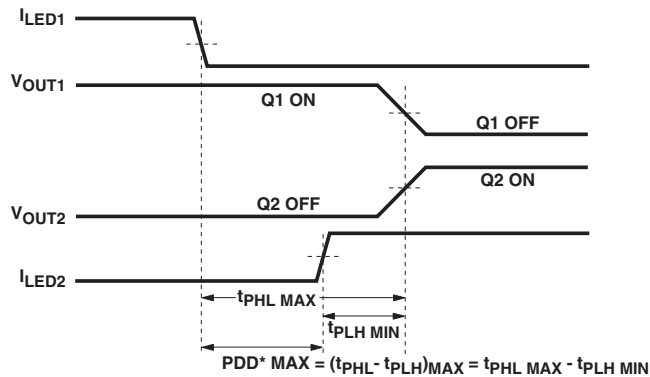 ILED1
VOUT1
Q1 ON
Q1 OFF
Q2 ON
Q2 OFF
VOUT2
ILED2
tPHL MAX
tPLH MIN
PDD* MAX = (tPHL- tPLH)MAX = tPHL MAX - tPLH MIN